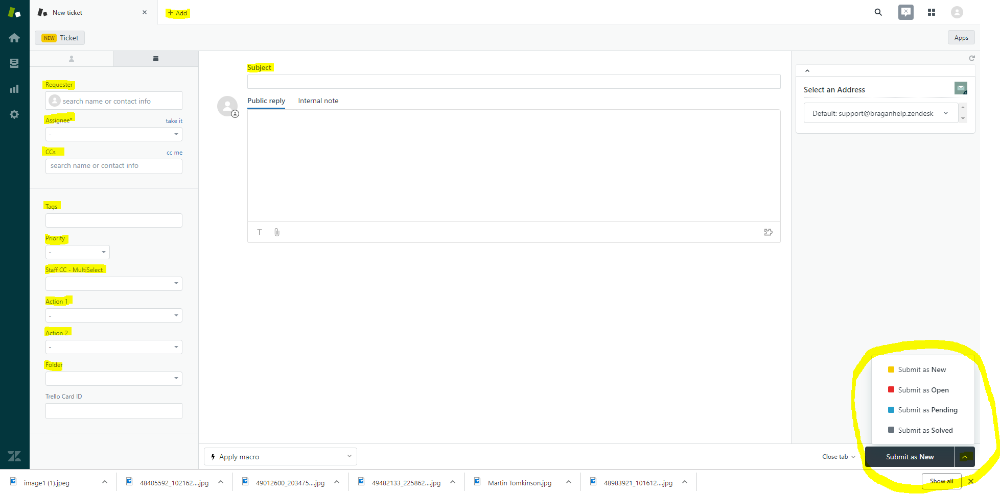 New ticket
+ Add
NEW Ticket
Apps
Requester
search name or contact info
Assignee* take it
-
CCs cc me
search name or contact info
Tags
Priority
-
Staff CC - MultiSelect
Action 1
-
Action 2
-
Folder
Trello Card ID
Subject
Public reply Internal note
T
Select an Address
Default: support@braganhelp.zendesk
Submit as New
Submit as Open
Submit as Pending
Submit as Solved
Apply macro
Close tab
Submit as New
image1 (1).jpeg
48405592_102162....jpg
49012600_203475....jpg
49482133_225862....jpg
Martin Tomkinson.jpg
48983921_101612....jpg
Show all